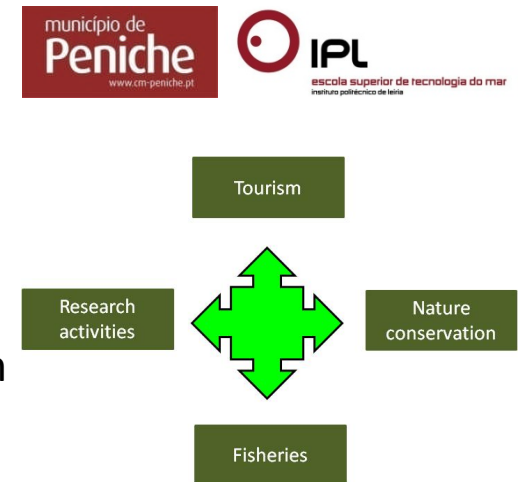 município de
Peniche
www.cm-peniche.pt
IPL
escola superior de tecnologia do mar
instituto politécnico de leiria
Tourism
Research
activities
Nature
conservation
Fisheries